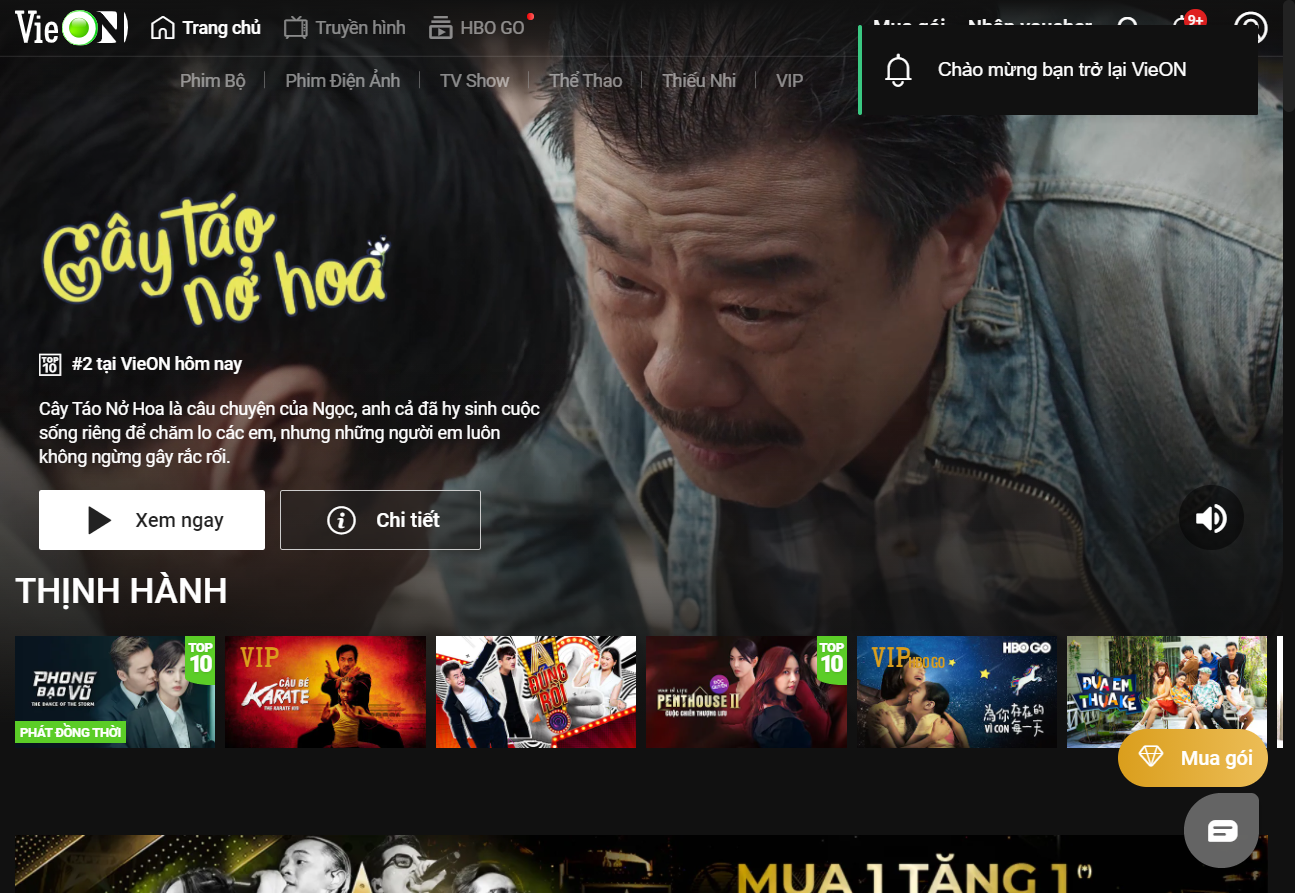 VieON
Trang chủ
Truyền hình
HBO GO
Mua gói
Nhập voucher
9+
Phim Bộ
Phim Điện Ảnh
TV Show
Thể Thao
Thiếu Nhi
VIP
Chào mừng bạn trở lại VieON
Cây táo
nở hoa
TOP
10
#2 tại VieON hôm nay
Cây Táo Nở Hoa là câu chuyện của Ngọc, anh cả đã hy sinh cuộc
sống riêng để chăm lo các em, nhưng những người em luôn
không ngừng gây rắc rối.
Xem ngay
Chi tiết
THỊNH HÀNH
PHONG
BẠO VŨ
THE DANCE OF THE STORM
TOP
10
PHÁT ĐỒNG THỜI
VIP
CẬU BÉ
KARATE
THE KARATE KID
A
ĐÚNG
RỒI
TOP
10
ĐỘC
QUYỀN
PENTHOUSE II
CUỘC CHIẾN THƯỢNG LƯU
VIP
HBO GO
HBO GO
為你存在的
每一天
VÌ CON
ĐƯA EM
THUA KẾ
Mua gói
MUA 1 TẶNG 1(*)